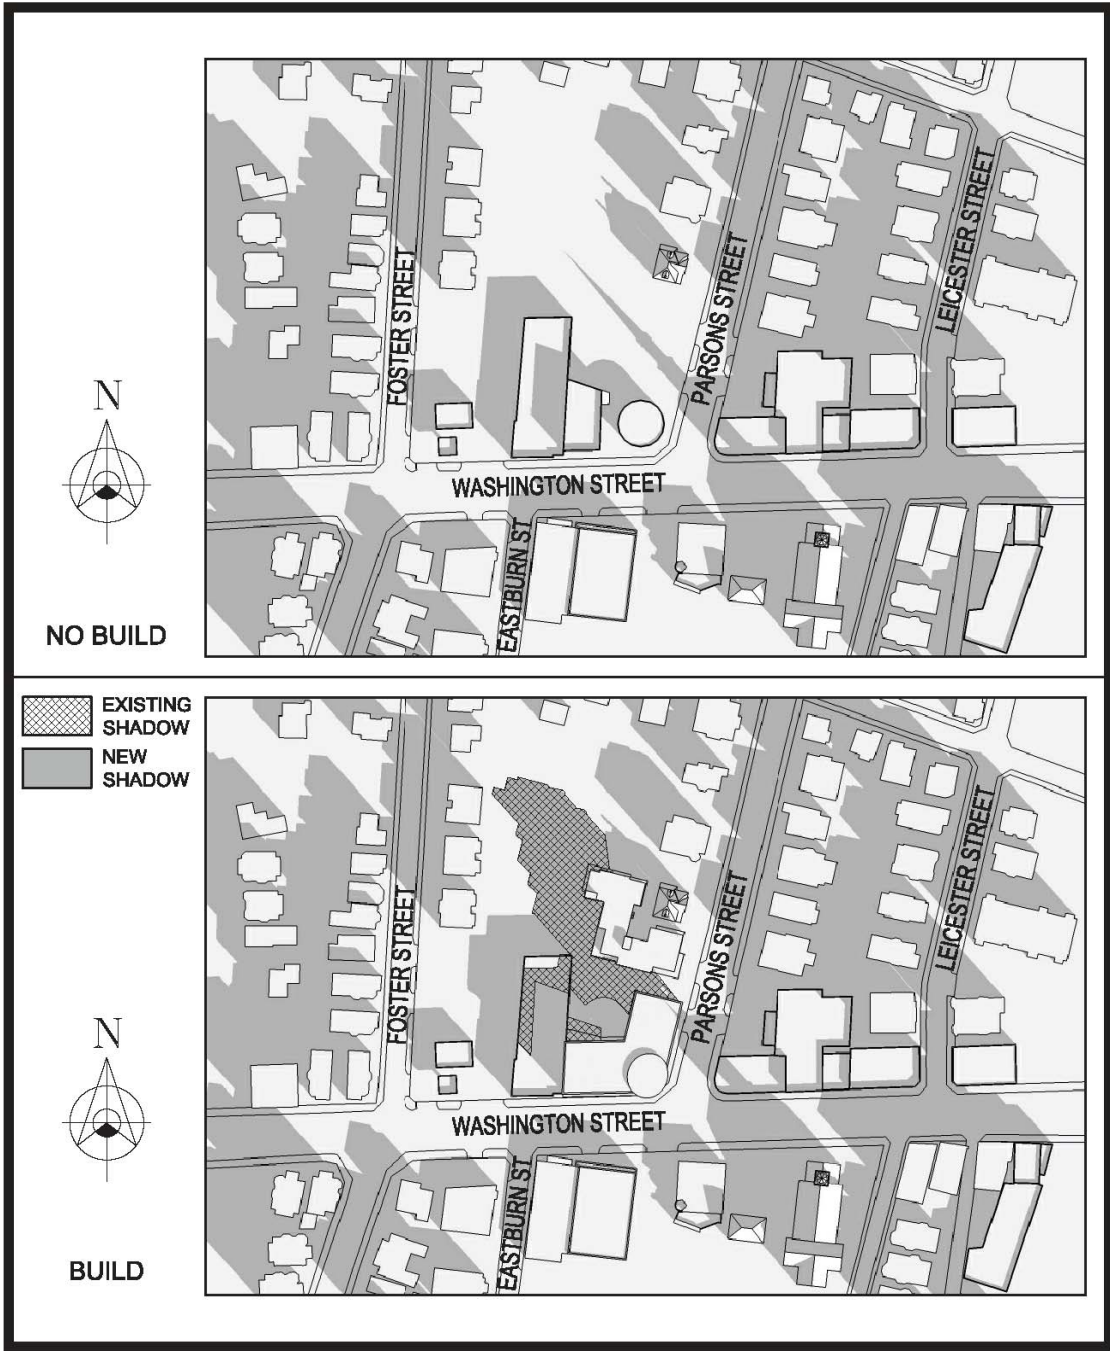 FOSTER STREET
PARSONS STREET
LEICESTER STREET
WASHINGTON STREET
EASTBURN ST
N
NO BUILD
EXISTING
SHADOW
NEW
SHADOW
FOSTER STREET
PARSONS STREET
LEICESTER STREET
WASHINGTON STREET
EASTBURN ST
N
BUILD